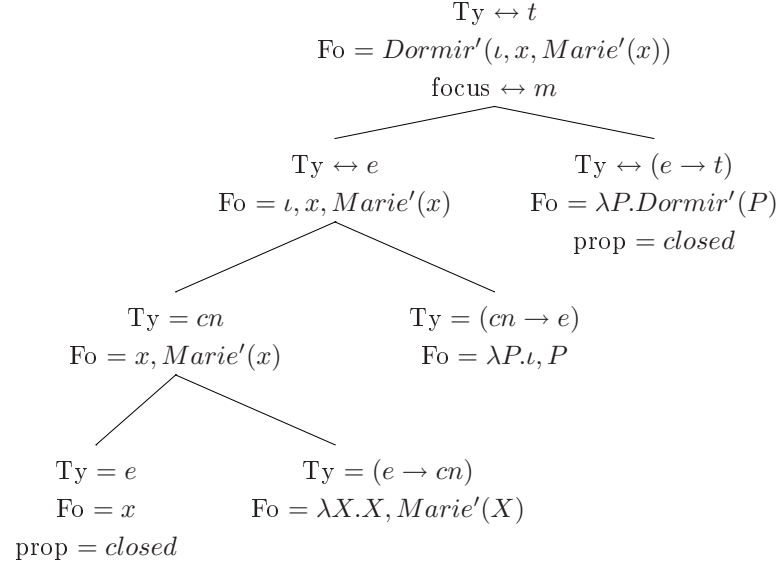 Ty ↔ t
Fo = Dormir′(ι, x, Marie′(x))
focus ↔ m
Ty ↔ e
Fo = ι, x, Marie′(x)
Ty ↔ (e → t)
Fo = λP.Dormir′(P)
prop = closed
Ty = cn
Fo = x, Marie′(x)
Ty = (cn → e)
Fo = λP.ι, P
Ty = e
Fo = x
prop = closed
Ty = (e → cn)
Fo = λX.X, Marie′(X)